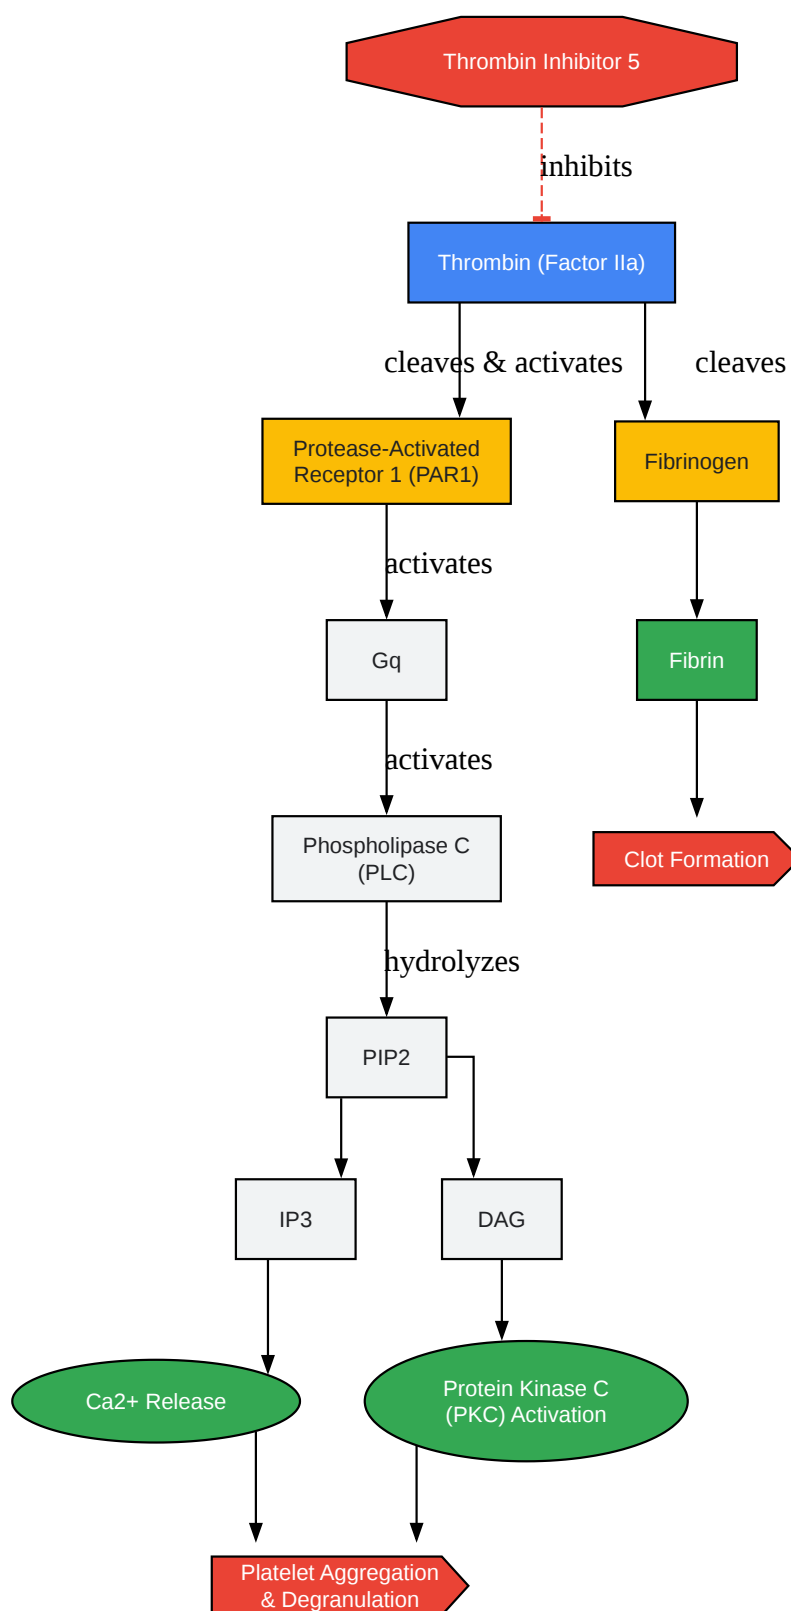 Thrombin Inhibitor 5
inhibits
Thrombin (Factor IIa)
cleaves & activates
cleaves
Protease-Activated
Receptor 1 (PAR1)
Fibrinogen
activates
Gq
Fibrin
activates
Phospholipase C
(PLC)
Clot Formation
hydrolyzes
PIP2
IP3
DAG
Ca2+ Release
Protein Kinase C
(PKC) Activation
Platelet Aggregation
& Degranulation